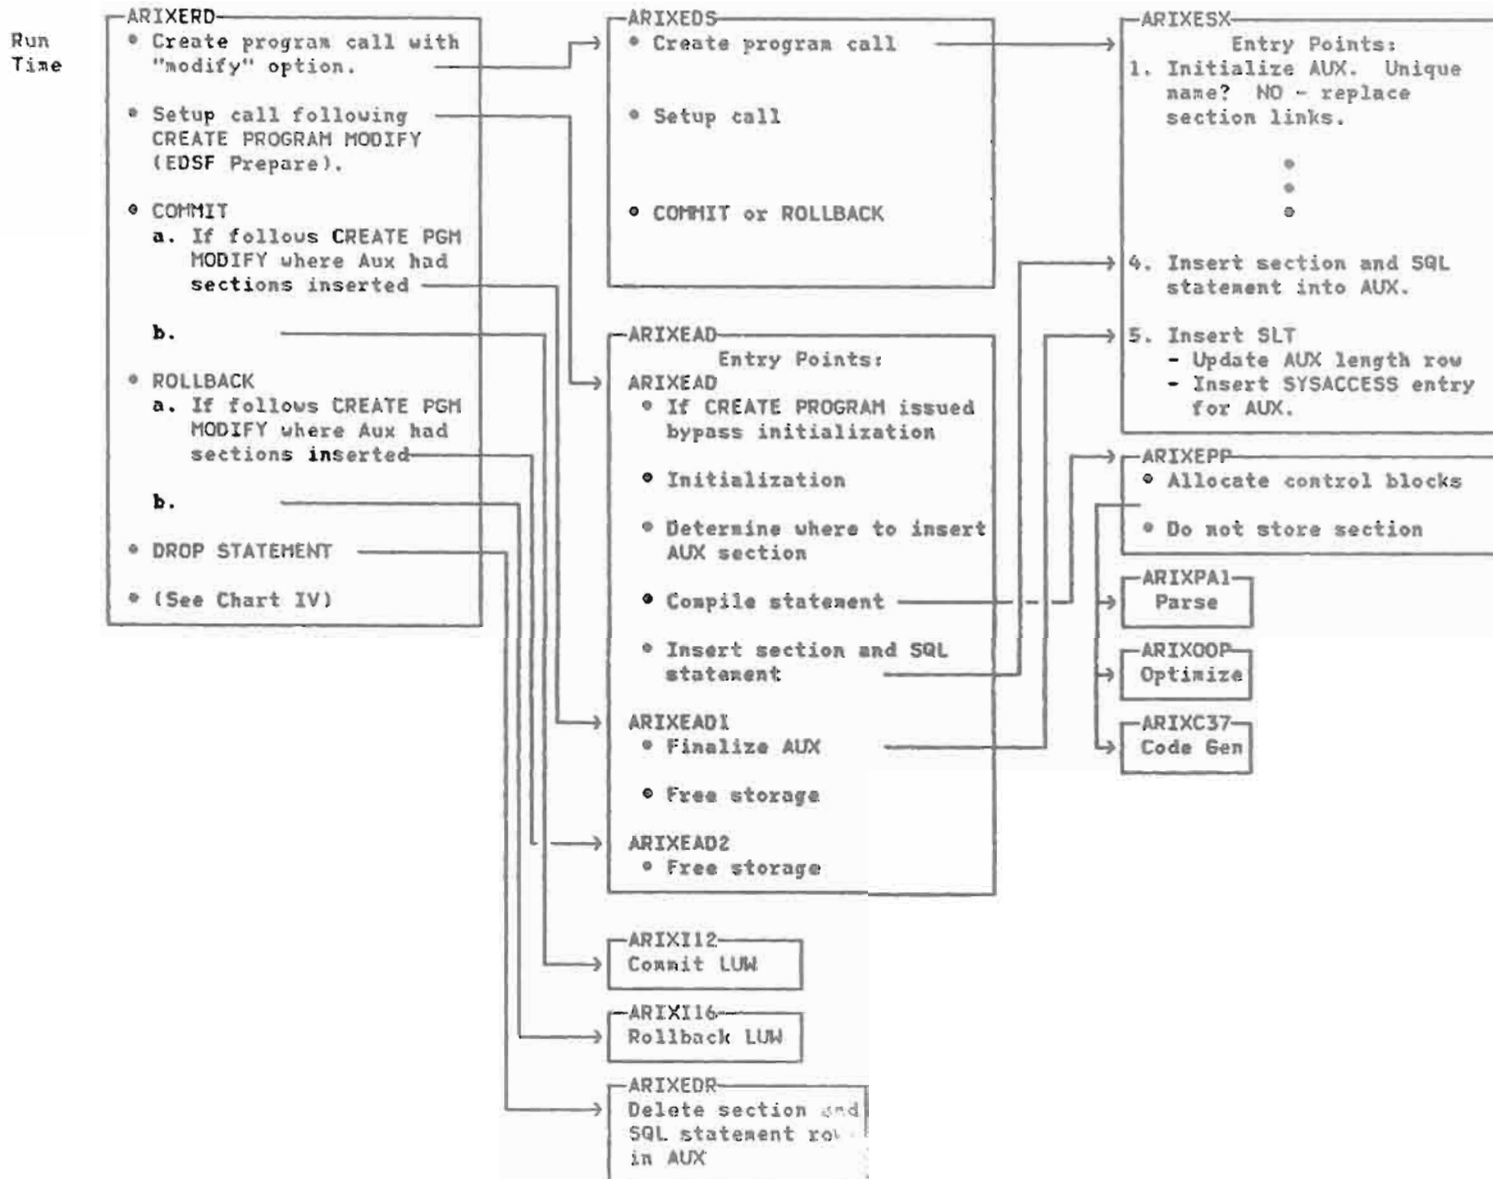 Run
Time
ARIXERD
• Create program call with
"modify" option.
• Setup call following
CREATE PROGRAM MODIFY
(EDSF Prepare).
• COMMIT
a. If follows CREATE PGM
MODIFY where Aux had
sections inserted
b.
• ROLLBACK
a. If follows CREATE PGM
MODIFY where Aux had
sections inserted
b.
• DROP STATEMENT
• (See Chart IV)
ARIXEDS
• Create program call
• Setup call
• COMMIT or ROLLBACK
ARIXEAD
Entry Points:
ARIXEAD
• If CREATE PROGRAM issued
bypass initialization
• Initialization
• Determine where to insert
AUX section
• Compile statement
• Insert section and SQL
statement
ARIXEAD1
• Finalize AUX
• Free storage
ARIXEAD2
• Free storage
ARIXI12
Commit LUW
ARIXI16
Rollback LUW
ARIXEDR
Delete section and
SQL statement row
in AUX
ARIXESX
Entry Points:
1. Initialize AUX. Unique
name? NO - replace
section links.
•
•
•
4. Insert section and SQL
statement into AUX.
5. Insert SLT
- Update AUX length row
- Insert SYSACCESS entry
for AUX.
ARIXEPP
• Allocate control blocks
• Do not store section
ARIXPA1
Parse
ARIXOOP
Optimize
ARIXC37
Code Gen